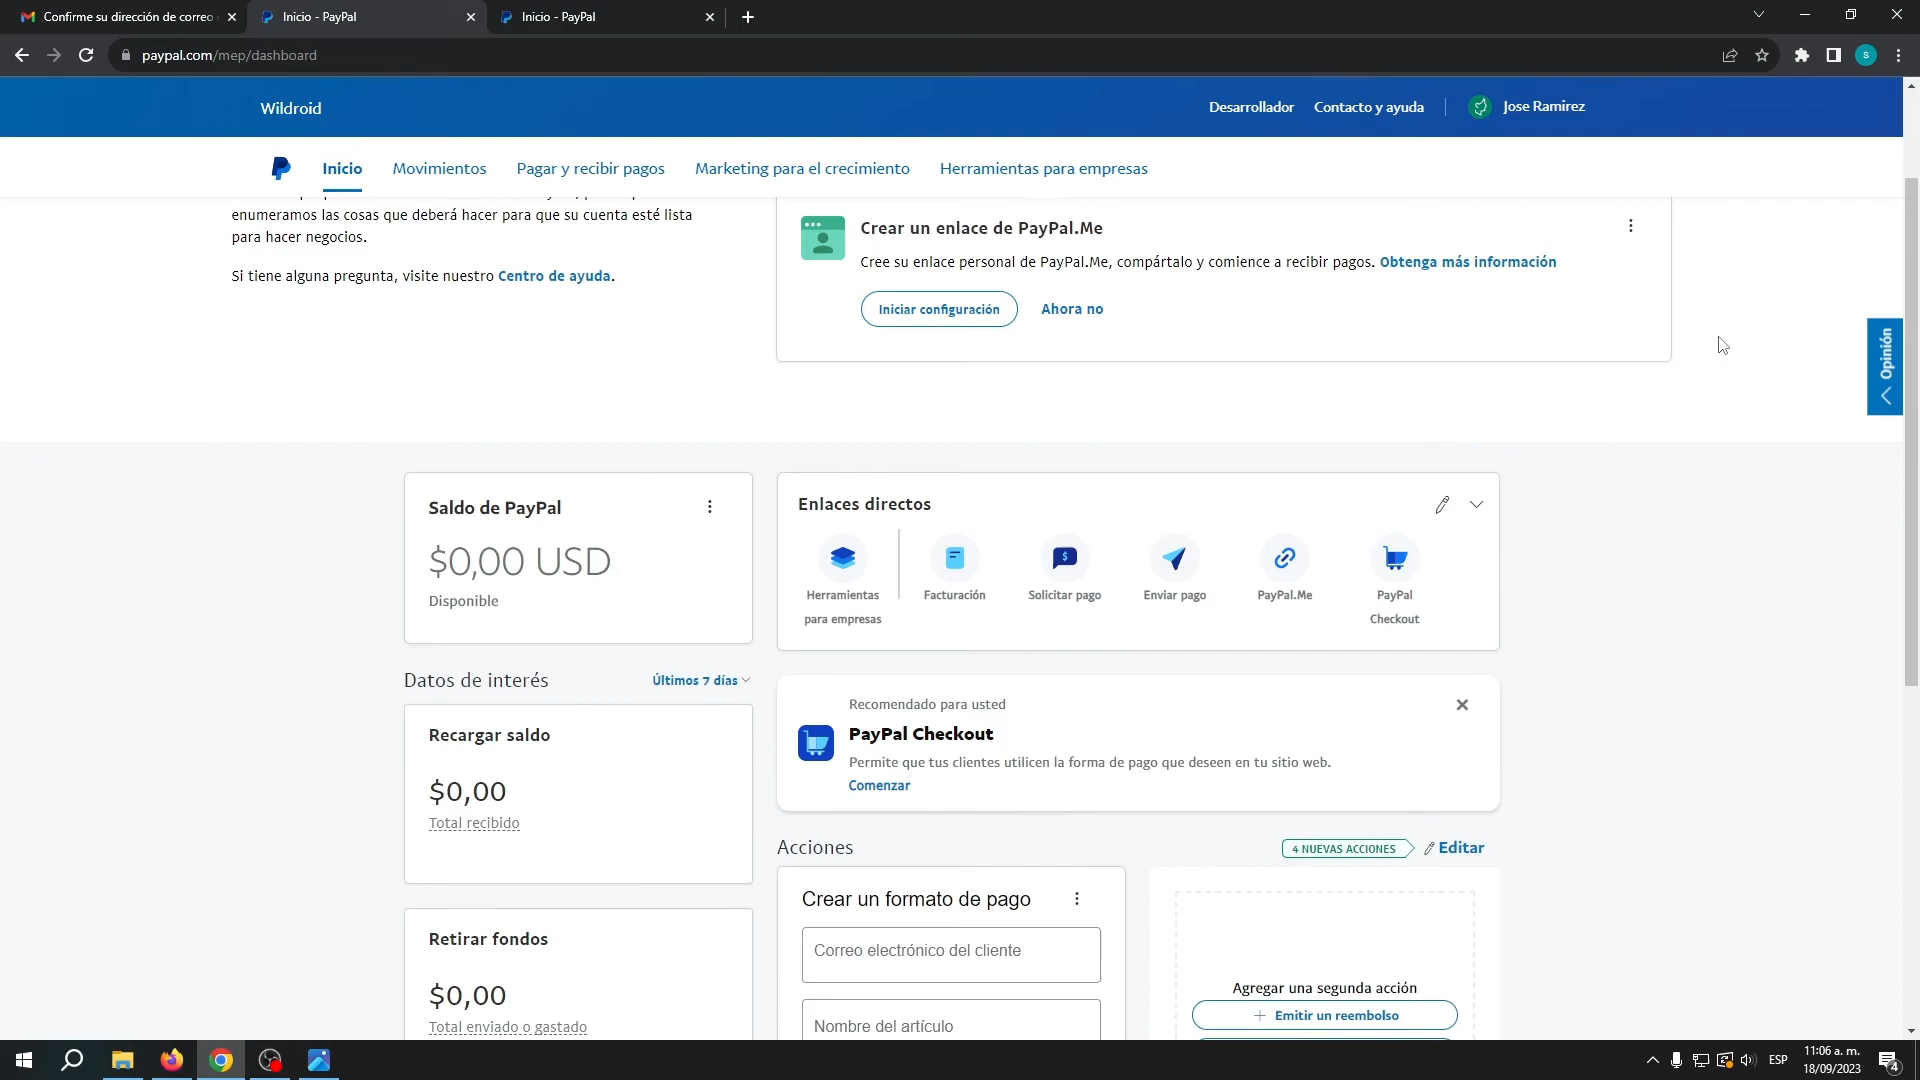 Confirme su dirección de correo
Inicio - PayPal
Inicio - PayPal
paypal.com/mep/dashboard
S
Wildroid
Desarrollador
Contacto y ayuda
Jose Ramirez
Inicio
Movimientos
Pagar y recibir pagos
Marketing para el crecimiento
Herramientas para empresas
enumeramos las cosas que deberá hacer para que su cuenta esté lista
para hacer negocios.
Si tiene alguna pregunta, visite nuestro Centro de ayuda.
Crear un enlace de PayPal.Me
Cree su enlace personal de PayPal.Me, compártalo y comience a recibir pagos. Obtenga más información
Iniciar configuración
Ahora no
Opinión
Saldo de PayPal
$0,00 USD
Disponible
Enlaces directos
Herramientas
para empresas
Facturación
Solicitar pago
Enviar pago
PayPal.Me
PayPal
Checkout
Datos de interés
Últimos 7 días
Recargar saldo
$0,00
Total recibido
Retirar fondos
$0,00
Total enviado o gastado
Recomendado para usted
PayPal Checkout
Permite que tus clientes utilicen la forma de pago que deseen en tu sitio web.
Comenzar
Acciones
4 NUEVAS ACCIONES
Editar
Crear un formato de pago
Correo electrónico del cliente
Nombre del artículo
Agregar una segunda acción
+ Emitir un reembolso
ESP
11:06 a. m.
18/09/2023
4